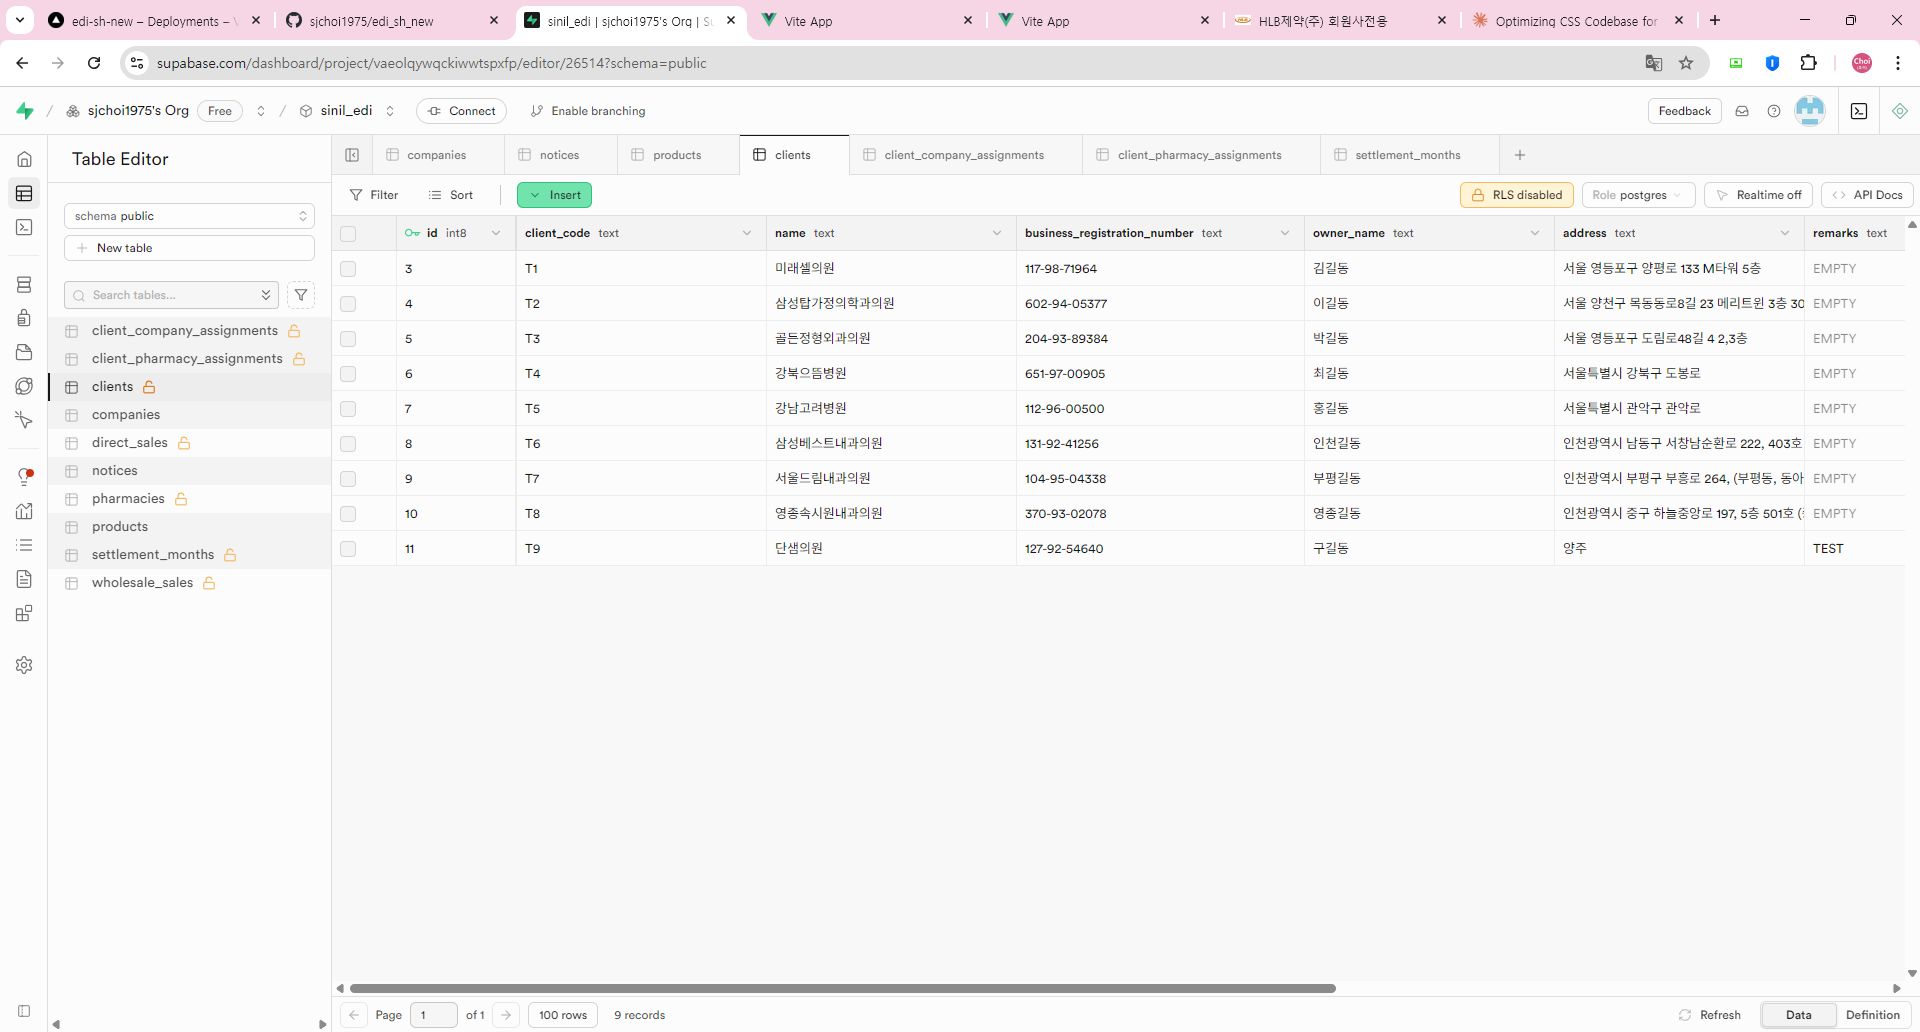 edi-sh-new – Deployments – V
sjchoi1975/edi_sh_new
sinil_edi | sjchoi1975's Org | Su
Vite App
Vite App
HLB제약(주) 회원사전용
Optimizing CSS Codebase for
supabase.com/dashboard/project/vaeolqywqckiwwtspxfp/editor/26514?schema=public
Choi
sjchoi1975's Org
Free
sinil_edi
Connect
Enable branching
Feedback
Table Editor
companies
notices
products
clients
client_company_assignments
client_pharmacy_assignments
settlement_months
schema public
New table
Search tables...
client_company_assignments
client_pharmacy_assignments
clients
companies
direct_sales
notices
pharmacies
products
settlement_months
wholesale_sales
Filter
Sort
Insert
RLS disabled
Role postgres
Realtime off
API Docs
id int8 client_code text name text business_registration_number text owner_name text address text remarks text
3 T1 미래셀의원 117-98-71964 김길동 서울 영등포구 양평로 133 M타워 5층 EMPTY
4 T2 삼성탑가정의학과의원 602-94-05377 이길동 서울 양천구 목동동로8길 23 메리트윈 3층 30 EMPTY
5 T3 골든정형외과의원 204-93-89384 박길동 서울 영등포구 도림로48길 4 2,3층 EMPTY
6 T4 강북으뜸병원 651-97-00905 최길동 서울특별시 강북구 도봉로 EMPTY
7 T5 강남고려병원 112-96-00500 홍길동 서울특별시 관악구 관악로 EMPTY
8 T6 삼성베스트내과의원 131-92-41256 인천길동 인천광역시 남동구 서창남순환로 222, 403호 EMPTY
9 T7 서울드림내과의원 104-95-04338 부평길동 인천광역시 부평구 부흥로 264, (부평동, 동아 EMPTY
10 T8 영종속시원내과의원 370-93-02078 영종길동 인천광역시 중구 하늘중앙로 197, 5층 501호 ( EMPTY
11 T9 단샘의원 127-92-54640 구길동 양주 TEST
Page 1 of 1
100 rows
9 records
Refresh
Data
Definition